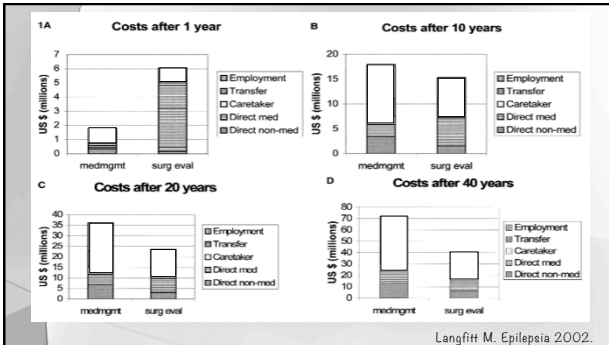 1A
Costs after 1 year
US $ (millions)
7
6
5
4
3
2
1
0
medmgmt
surg eval
Employment
Transfer
Caretaker
Direct med
Direct non-med
B
Costs after 10 years
US $ (millions)
20
15
10
5
0
medmgmt
surg eval
Employment
Transfer
Caretaker
Direct med
Direct non-med
C
Costs after 20 years
US $ (millions)
40
35
30
25
20
15
10
5
0
medmgmt
surg eval
Employment
Transfer
Caretaker
Direct med
Direct non-med
D
Costs after 40 years
US $ (millions)
80
70
60
50
40
30
20
10
0
medmgmt
surg eval
Employment
Transfer
Caretaker
Direct med
Direct non-med
Langfitt M. Epilepsia 2002.